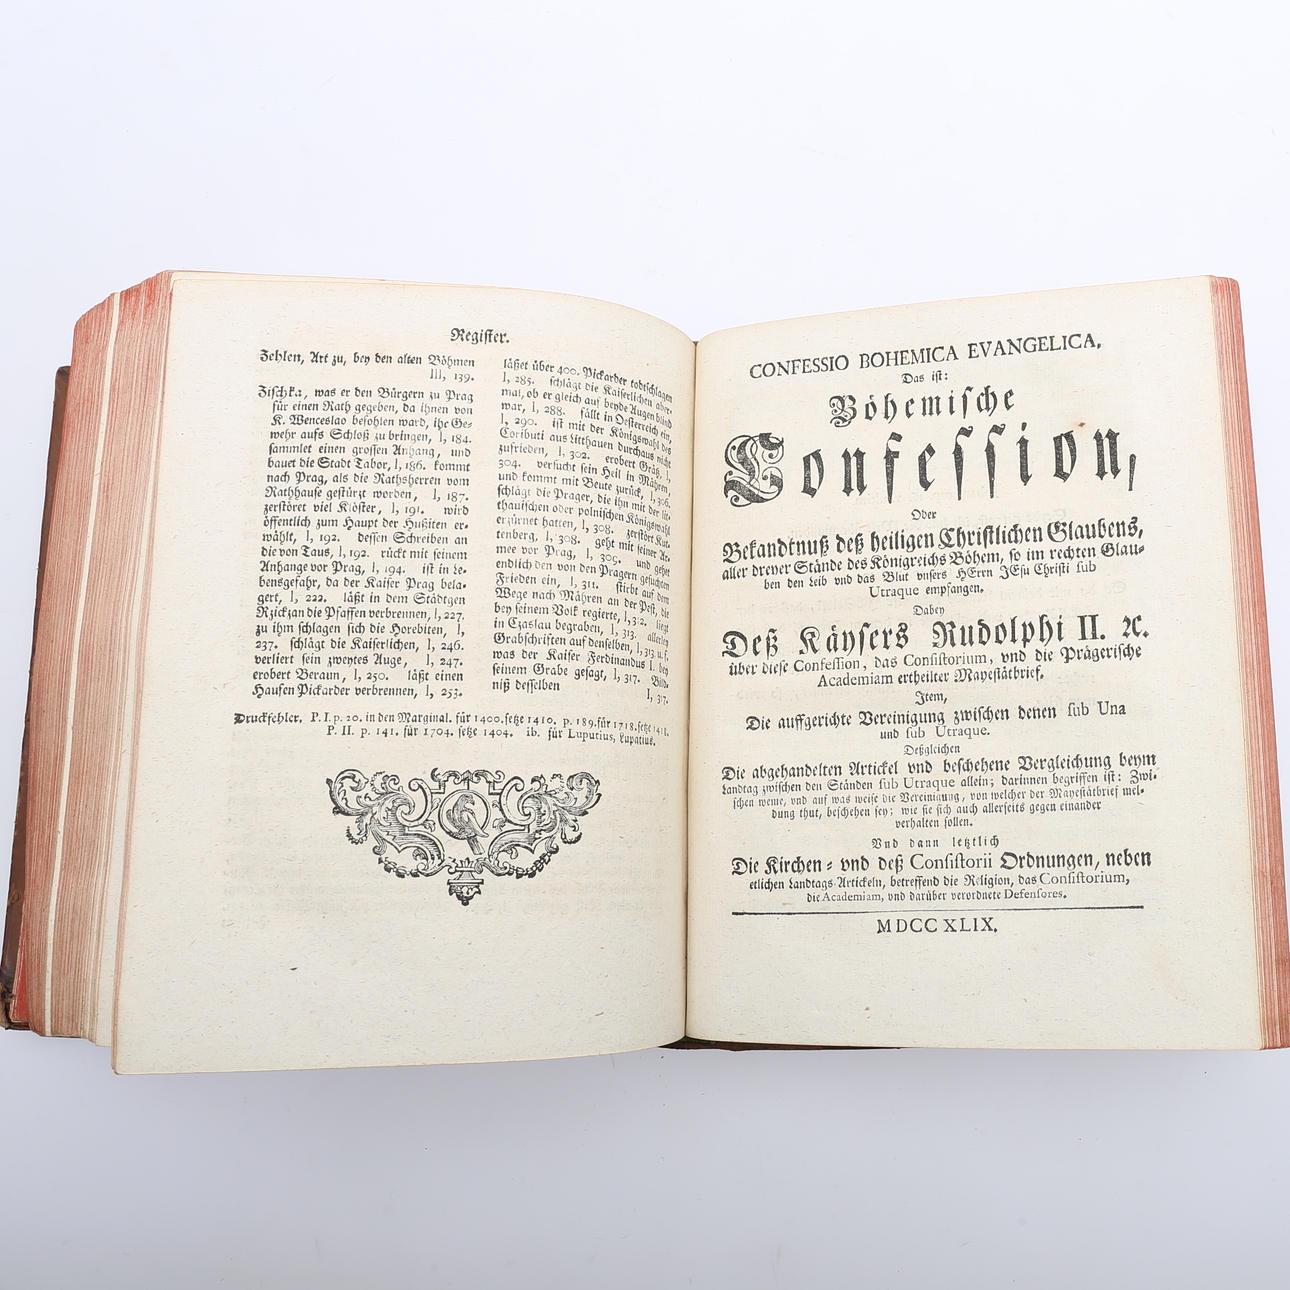 Register.
Zehlen, Art zu, bey den alten Böhmen
III, 139.
Zischka, was er den Bürgern zu Prag
für einen Rath gegeben, da ihnen von
K. Wenceslao befohlen ward, ihr Ge-
wehr aufs Schloß zu bringen, I, 184.
sammlet einen grossen Anhang, und
bauet die Stadt Tabor, I, 186. kommt
nach Prag, als die Rathsherren vom
Rathhause gestürzt worden, I, 187.
zerstöret viel Klöster, I, 191. wird
öffentlich zum Haupt der Hußiten er-
wählt, I, 192. dessen Schreiben an
die von Taus, I, 192. rückt mit seinem
Anhange vor Prag, I, 194. ist in Le-
bensgefahr, da der Kaiser Prag bela-
gert, I, 222. läßt in dem Städtgen
Rziczan die Pfaffen verbrennen, I, 227.
zu ihm schlagen sich die Horebiten, I,
237. schlägt die Kaiserlichen, I, 246.
verliert sein zweytes Auge, I, 247.
erobert Beraun, I, 250. läßt einen
Haufen Pickarder verbrennen, I, 253.
läßet über 400. Pickarder todtschlagen
I, 285. schlägt die Kaiserlichen aber-
mal, ob er gleich auf beyde Augen blind
war, I, 288. fällt in Oesterreich ein,
I, 290. ist mit der Königswahl des
Coributi aus Litthauen durchaus nicht
zufrieden, I, 302. erobert Gräß, I,
304. versucht sein Heil in Mähren,
und kommt mit Beute zurück, I, 306.
schlägt die Prager, die ihn mit der lit-
thauischen oder polnischen Königswahl
erzürnet hatten, I, 308. zerstört Kut-
tenberg, I, 308. geht mit seiner Ar-
mee vor Prag, I, 309. und gehet
endlich den von den Pragern gesuchten
Frieden ein, I, 311. stirbt auf dem
Wege nach Mähren an der Pest, die
bey seinem Volk regierte, I, 312. liegt
in Czaslau begraben, I, 313. allerley
Grabschriften auf denselben, I, 313 u. f.
was der Kaiser Ferdinandus I. bey
seinem Grabe gesagt, I, 317. Bild-
niß desselben I, 317.
Druckfehler. P. I. p. 20. in den Marginal. für 1400. setze 1410. p. 189. für 1718. setze 1418.
P. II. p. 141. für 1704. setze 1404. ib. für Luputius, Lupatius.
CONFESSIO BOHEMICA EVANGELICA,
Das ist:
Böhemische
Confession,
Oder
Bekandtnuß deß heiligen Christlichen Glaubens,
aller dreyer Stände des Königreichs Böhem, so im rechten Glau-
ben den Leib vnd das Blut vnsers HErrn JEsu Christi sub
Utraque empfangen.
Dabey
Deß Käysers Rudolphi II. ꝛc.
über diese Confession, das Consistorium, vnd die Prägerische
Academiam ertheilter Mayestätbrief.
Item,
Die auffgerichte Vereinigung zwischen denen sub Una
und sub Utraque.
Deßgleichen
Die abgehandelten Artickel vnd beschehene Vergleichung beym
Landtag zwischen den Ständen sub Utraque allein; darinnen begriffen ist: Zwi-
schen weme, vnd auf was weise die Vereinigung, von welcher der Mayestätbrief mel-
dung thut, beschehen sey; wie sie sich auch allerseits gegen einander
verhalten sollen.
Vnd dann letzlich
Die Kirchen- vnd deß Consistorii Ordnungen, neben
etlichen Landtags-Artickeln, betreffend die Religion, das Consistorium,
die Academiam, vnd darüber verordnete Defensores.
MDCCXLIX.